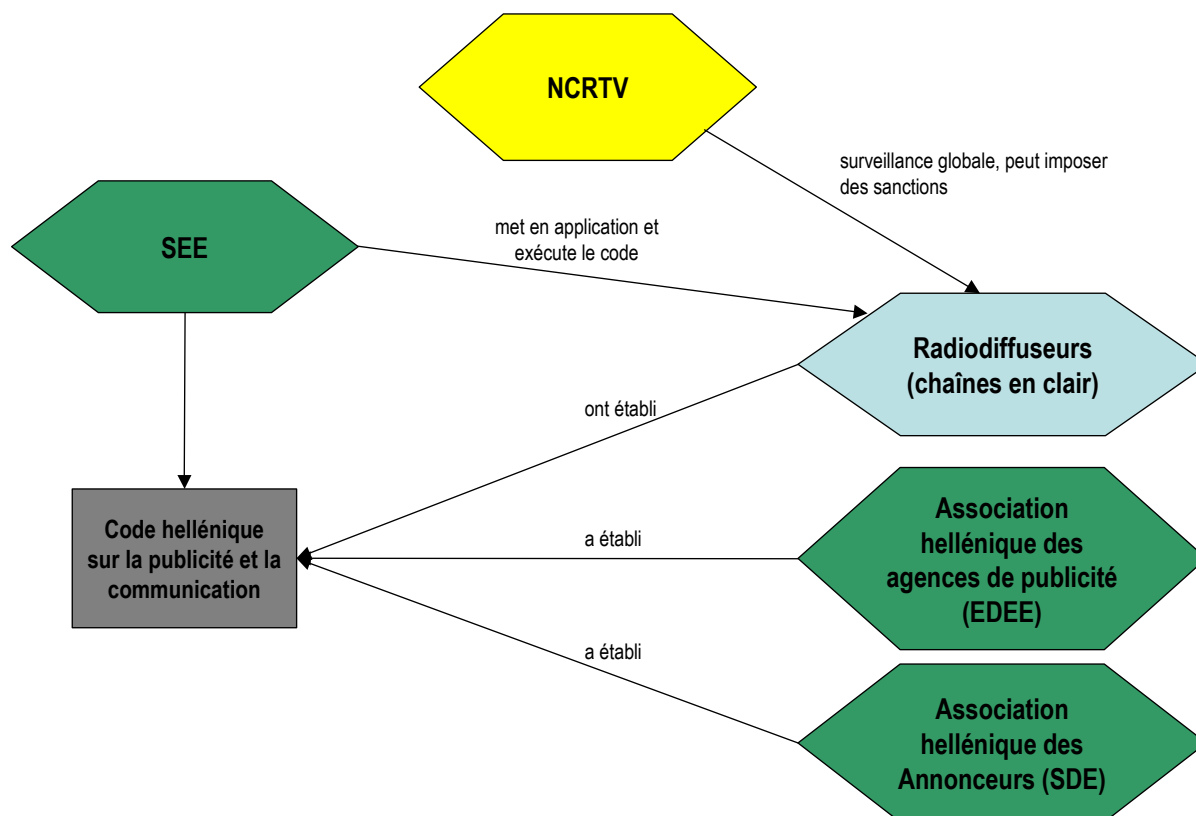 NCRTV
surveillance globale, peut imposer
des sanctions
SEE
met en application et
exécute le code
Radiodiffuseurs
(chaînes en clair)
ont établi
Code hellénique
sur la publicité et la
communication
a établi
Association
hellénique des
agences de publicité
(EDEE)
a établi
Association
hellénique des
Annonceurs (SDE)